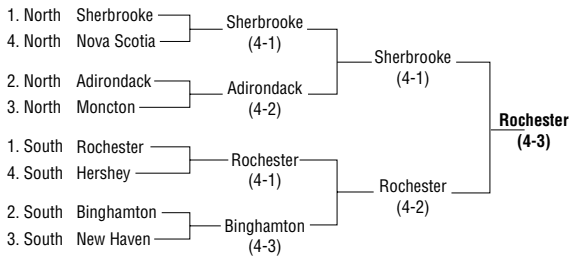 1. North Sherbrooke
4. North Nova Scotia
Sherbrooke
(4-1)
2. North Adirondack
3. North Moncton
Adirondack
(4-2)
Sherbrooke
(4-1)
1. South Rochester
4. South Hershey
Rochester
(4-1)
2. South Binghamton
3. South New Haven
Binghamton
(4-3)
Rochester
(4-2)
Rochester
(4-3)